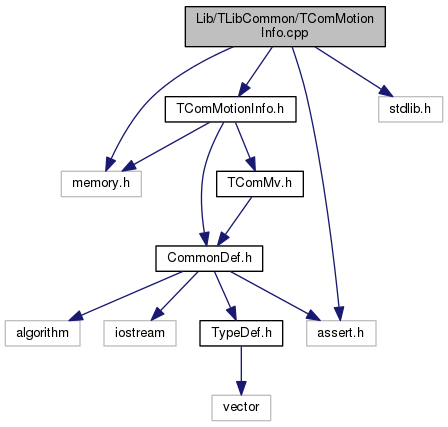 Lib/TLibCommon/TComMotion
Info.cpp
TComMotionInfo.h
stdlib.h
memory.h
TComMv.h
CommonDef.h
algorithm
iostream
TypeDef.h
assert.h
vector